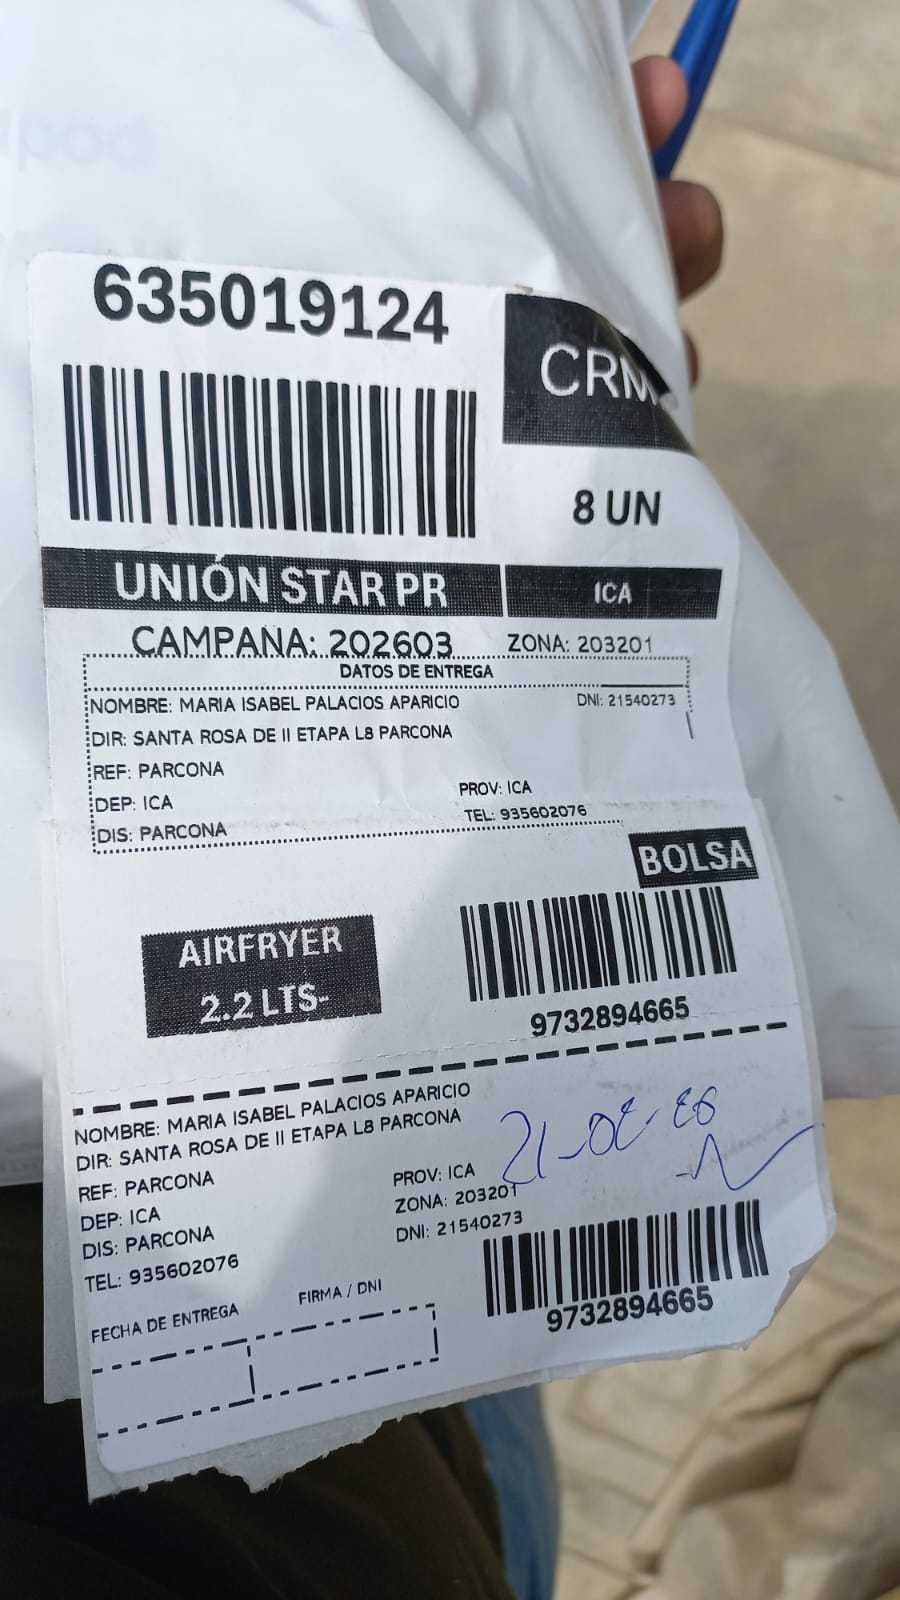 635019124
CRM
8 UN
UNIÓN STAR PR
ICA
CAMPAÑA: 202603
ZONA: 203201
DATOS DE ENTREGA
NOMBRE: MARIA ISABEL PALACIOS APARICIO
DNI: 21540273
DIR: SANTA ROSA DE II ETAPA L8 PARCONA
REF: PARCONA
DEP: ICA
PROV: ICA
DIS: PARCONA
TEL: 935602076
BOLSA
AIRFRYER
2.2 LTS-
9732894665
NOMBRE: MARIA ISABEL PALACIOS APARICIO
DIR: SANTA ROSA DE II ETAPA L8 PARCONA
REF: PARCONA
PROV: ICA
DEP: ICA
ZONA: 203201
DIS: PARCONA
DNI: 21540273
TEL: 935602076
FECHA DE ENTREGA
FIRMA / DNI
9732894665